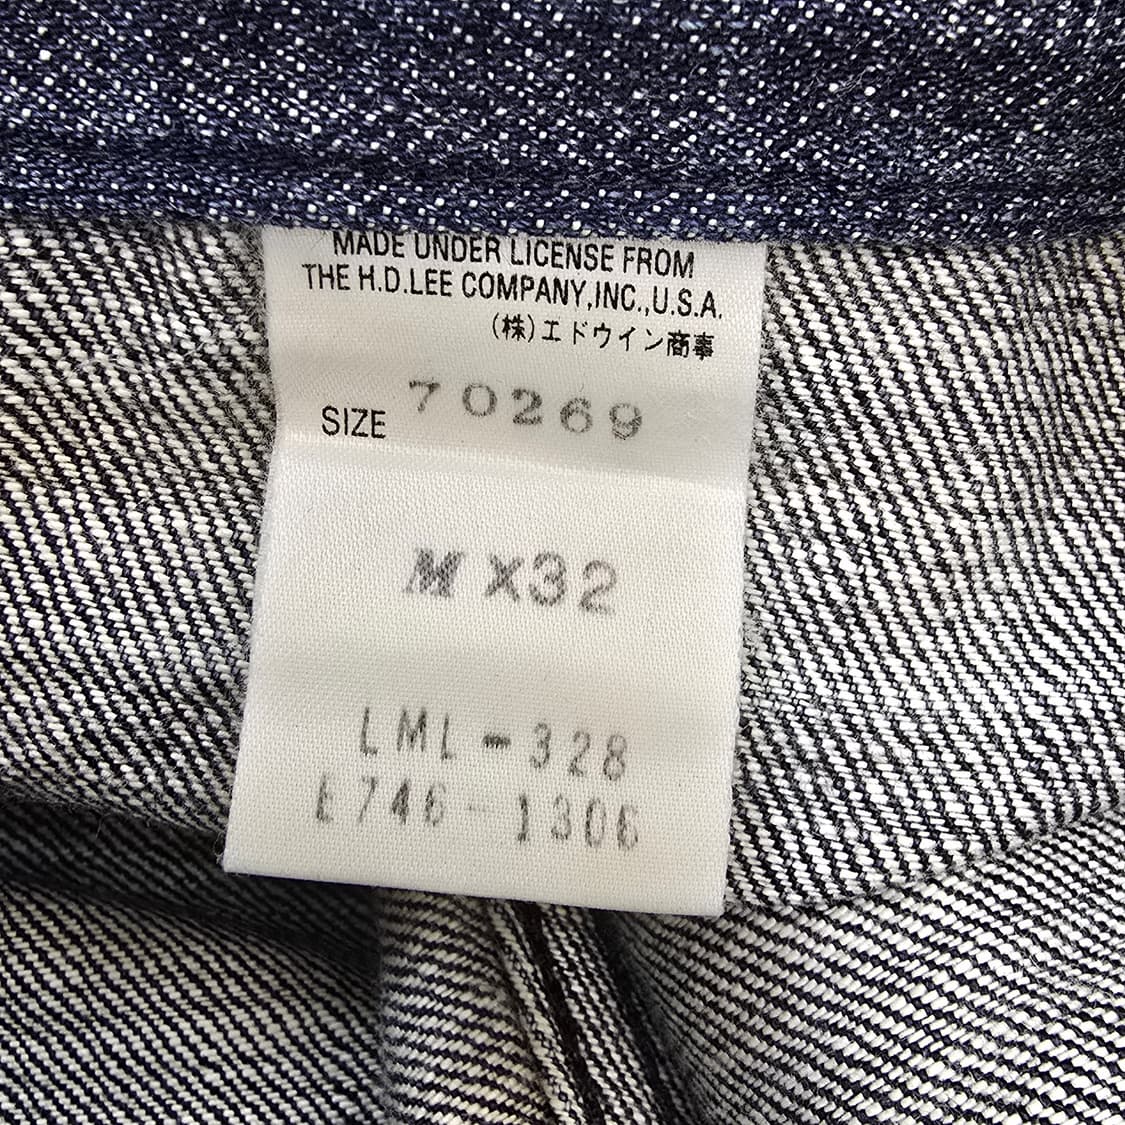 MADE UNDER LICENSE FROM
THE H.D.LEE COMPANY,INC.,U.S.A.
(株)エドウイン商事
70269
SIZE
M X32
LML-328
E746-1306